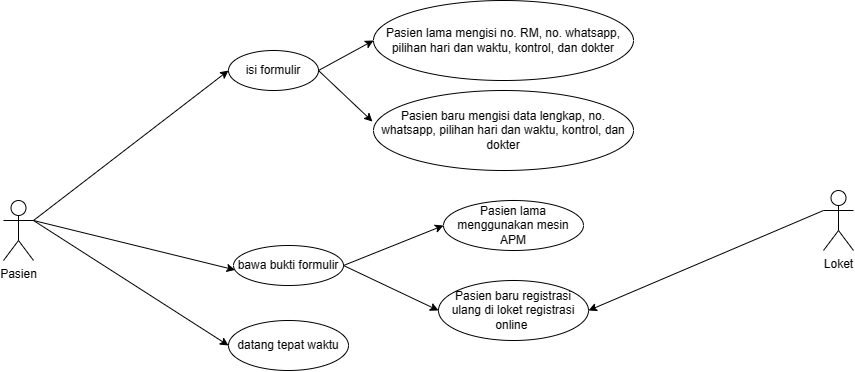 Pasien lama mengisi no. RM, no. whatsapp,
pilihan hari dan waktu, kontrol, dan dokter
isi formulir
Pasien baru mengisi data lengkap, no.
whatsapp, pilihan hari dan waktu, kontrol, dan
dokter
Pasien lama
menggunakan mesin
APM
Pasien
Loket
bawa bukti formulir
Pasien baru registrasi
ulang di loket registrasi
online
datang tepat waktu